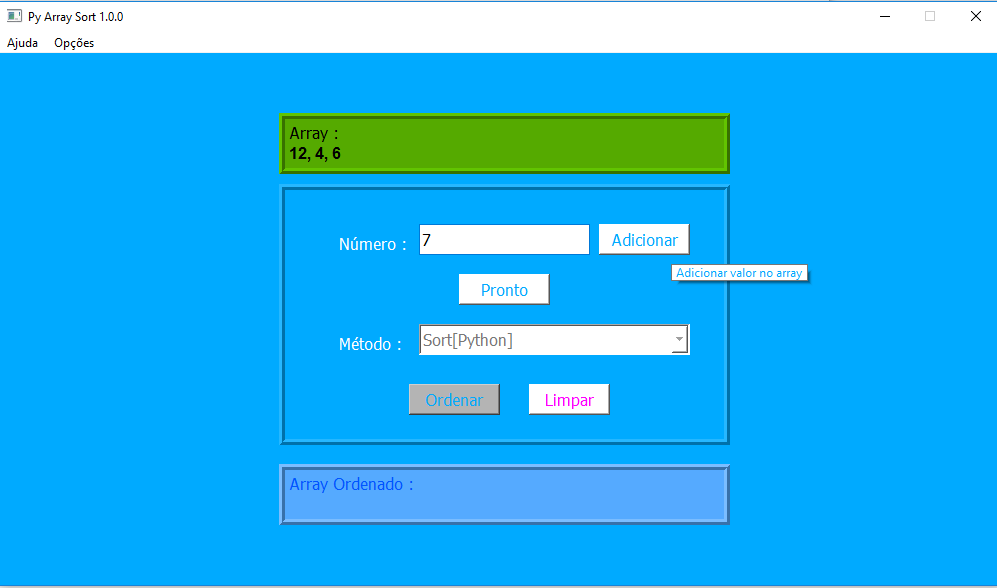 Py Array Sort 1.0.0
Ajuda Opções
Array :
12, 4, 6
Número : 7 Adicionar
Adicionar valor no array
Pronto
Método : Sort[Python]
Ordenar Limpar
Array Ordenado :